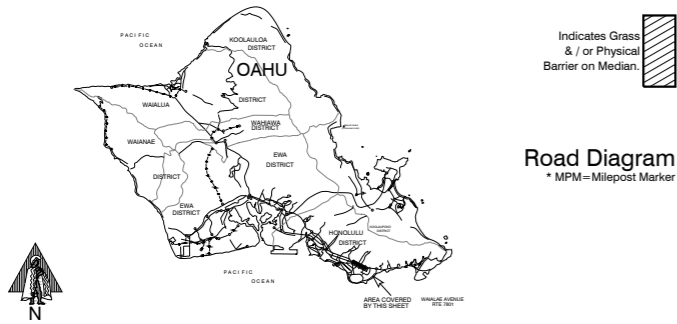 PACIFIC
OCEAN
KOOLAULOA
DISTRICT
OAHU
WAIALUA
DISTRICT
WAHIAWA
DISTRICT
WAIANAE
DISTRICT
EWA
DISTRICT
EWA
DISTRICT
HONOLULU
DISTRICT
PACIFIC
OCEAN
AREA COVERED
BY THIS SHEET
WAIALAE AVENUE
RTE 7801
N
Indicates Grass
& / or Physical
Barrier on Median.
Road Diagram
* MPM=Milepost Marker